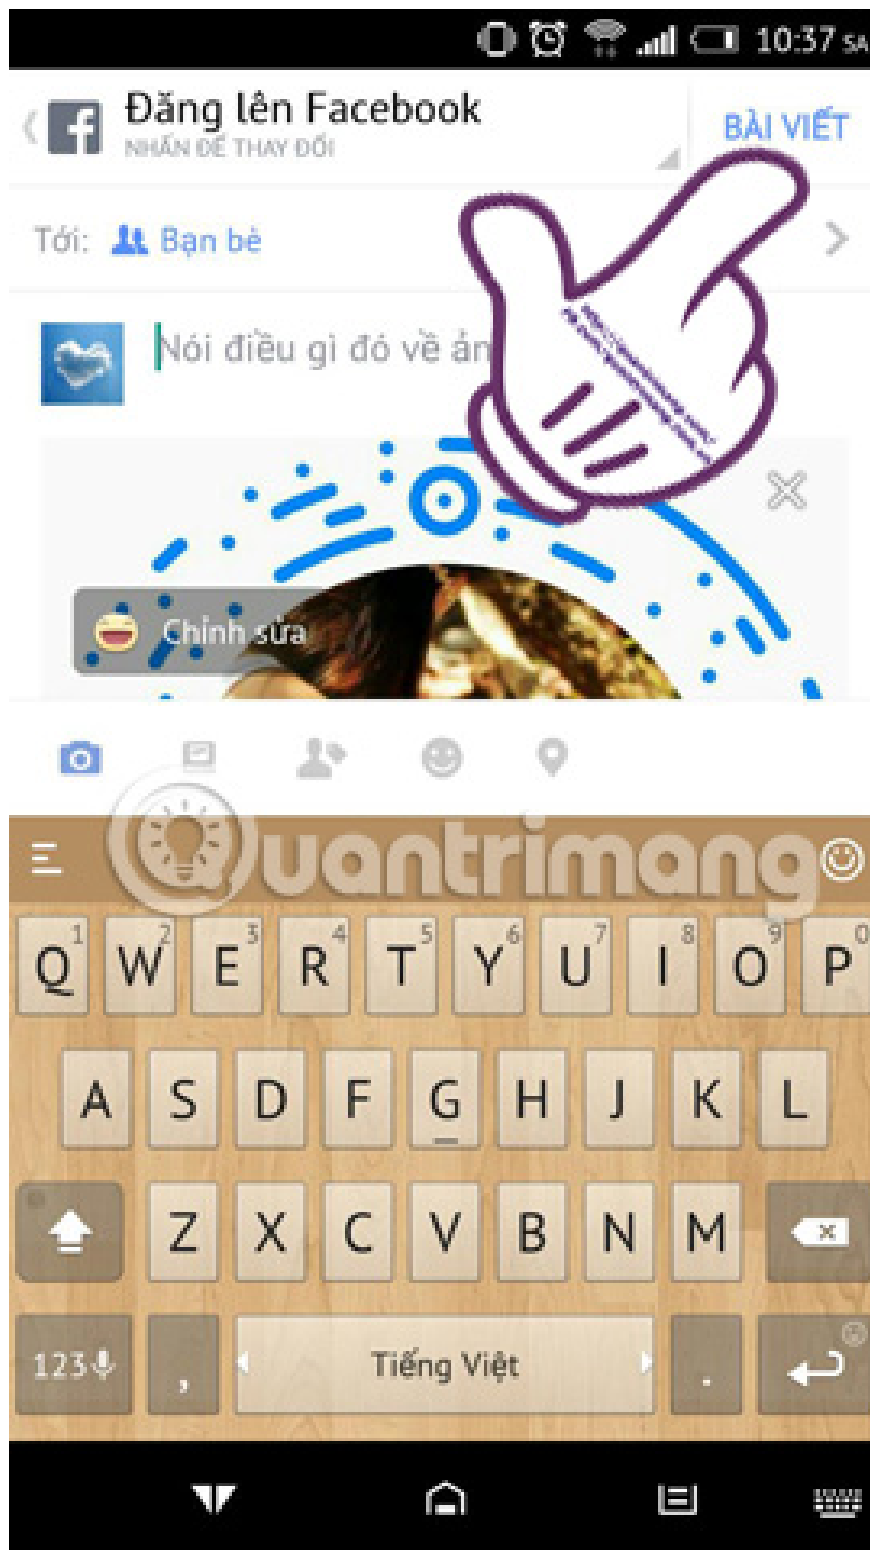 10:37 SA
Đăng lên Facebook
NHẤN ĐỂ THAY ĐỔI
BÀI VIẾT
Tới: Bạn bè
Nói điều gì đó về ản
Chỉnh sửa
Quantrimang
1 2 3 4 5 6 7 8 9 0
Q W E R T Y U I O P
A S D F G H J K L
Z X C V B N M
123 , Tiếng Việt .